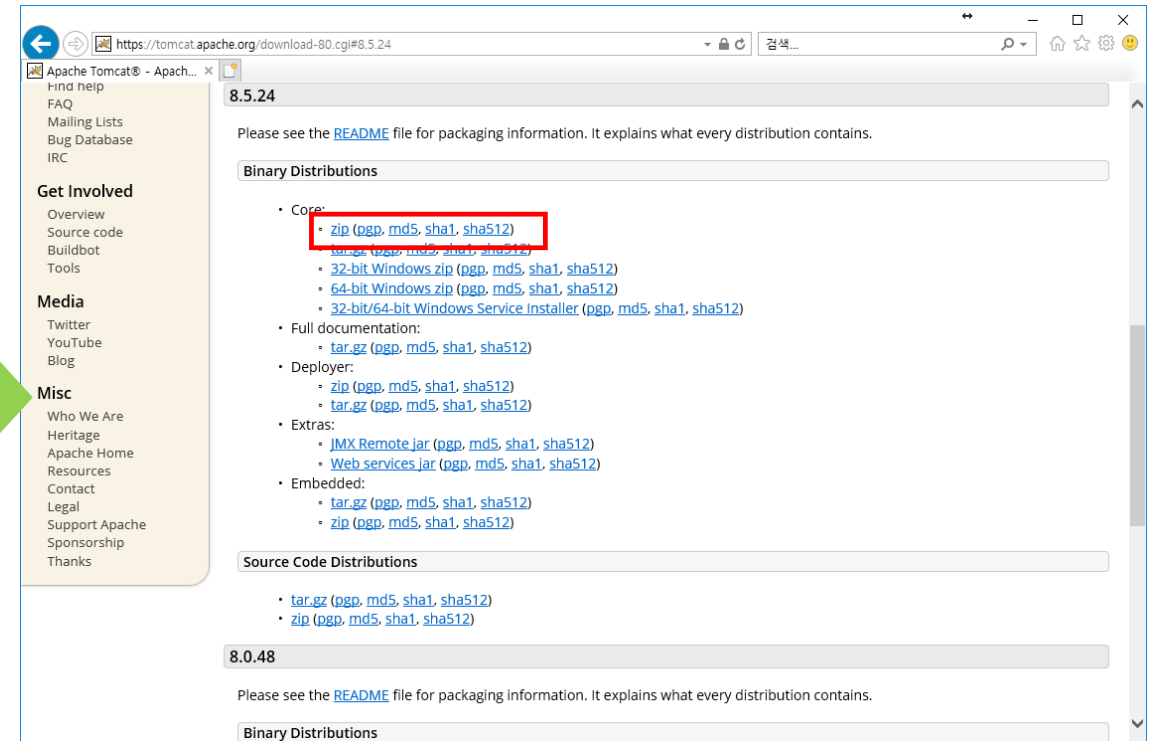 https://tomcat.apache.org/download-80.cgi#8.5.24
검색...
Apache Tomcat® - Apach...
Find help
FAQ
Mailing Lists
Bug Database
IRC
Get Involved
Overview
Source code
Buildbot
Tools
Media
Twitter
YouTube
Blog
Misc
Who We Are
Heritage
Apache Home
Resources
Contact
Legal
Support Apache
Sponsorship
Thanks
8.5.24
Please see the README file for packaging information. It explains what every distribution contains.
Binary Distributions
• Core:
◦ zip (pgp, md5, sha1, sha512)
◦ tar.gz (pgp, md5, sha1, sha512)
◦ 32-bit Windows zip (pgp, md5, sha1, sha512)
◦ 64-bit Windows zip (pgp, md5, sha1, sha512)
◦ 32-bit/64-bit Windows Service Installer (pgp, md5, sha1, sha512)
• Full documentation:
◦ tar.gz (pgp, md5, sha1, sha512)
• Deployer:
◦ zip (pgp, md5, sha1, sha512)
◦ tar.gz (pgp, md5, sha1, sha512)
• Extras:
◦ JMX Remote jar (pgp, md5, sha1, sha512)
◦ Web services jar (pgp, md5, sha1, sha512)
• Embedded:
◦ tar.gz (pgp, md5, sha1, sha512)
◦ zip (pgp, md5, sha1, sha512)
Source Code Distributions
• tar.gz (pgp, md5, sha1, sha512)
• zip (pgp, md5, sha1, sha512)
8.0.48
Please see the README file for packaging information. It explains what every distribution contains.
Binary Distributions